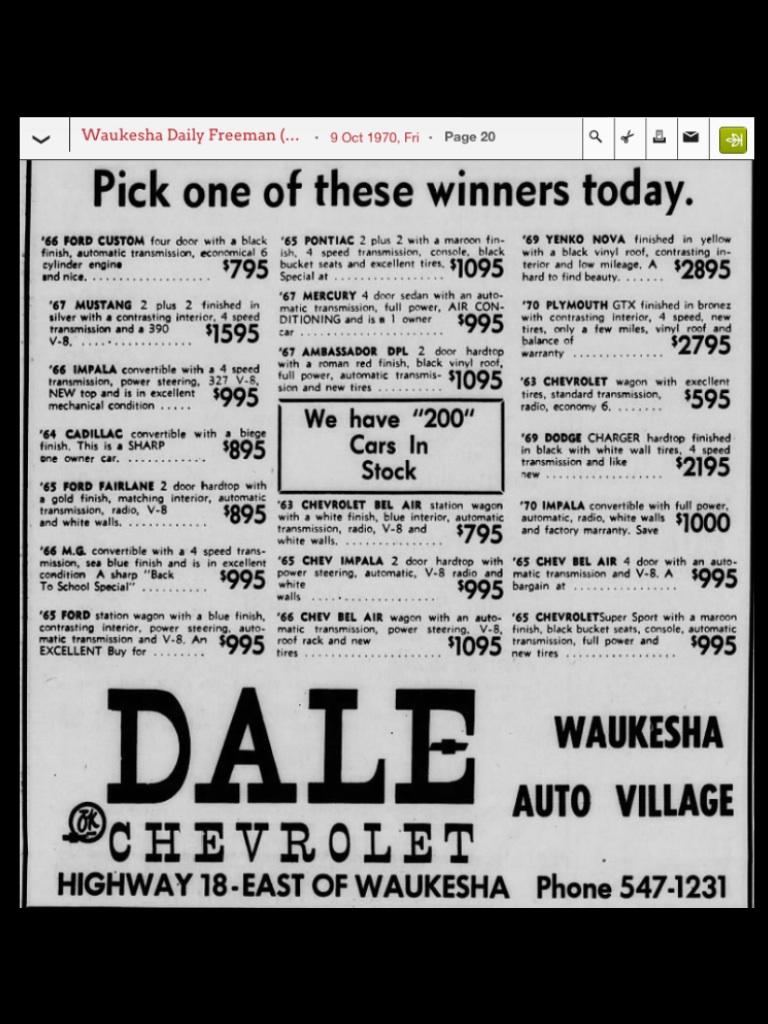 Waukesha Daily Freeman (... · 9 Oct 1970, Fri · Page 20
Pick one of these winners today.
'66 FORD CUSTOM four door with a black
finish, automatic transmission, economical 6
cylinder engine
and nice. . . . . . . . . . . . . . . . $795
'67 MUSTANG 2 plus 2 finished in
silver with a contrasting interior, 4 speed
transmission and a 390
V-8. . . . . . . . . . . . . . . . . $1595
'66 IMPALA convertible with a 4 speed
transmission, power steering, 327 V-8,
NEW top and is in excellent
mechanical condition . . . . . $995
'64 CADILLAC convertible with a biege
finish. This is a SHARP
one owner car. . . . . . . . . . . . $895
'65 FORD FAIRLANE 2 door hardtop with
a gold finish, matching interior, automatic
transmission, radio, V-8
and white walls. . . . . . . . . . . . $895
'66 M.G. convertible with a 4 speed trans-
mission, sea blue finish and is in excellent
condition A sharp "Back
To School Special" . . . . . . . . . $995
'65 FORD station wagon with a blue finish,
contrasting interior, power steering, auto-
matic transmission and V-8. An
EXCELLENT Buy for . . . . . . . . $995
'65 PONTIAC 2 plus 2 with a maroon fin-
ish, 4 speed transmission, console, black
bucket seats and excellent tires.
Special at . . . . . . . . . . . . . . . . $1095
'67 MERCURY 4 door sedan with an auto-
matic transmission, full power, AIR CON-
DITIONING and is a 1 owner
car . . . . . . . . . . . . . . . . . . . . $995
'67 AMBASSADOR DPL 2 door hardtop
with a roman red finish, black vinyl roof,
full power, automatic transmis-
sion and new tires . . . . . . . . . $1095
We have "200"
Cars In
Stock
'63 CHEVROLET BEL AIR station wagon
with a white finish, blue interior, automatic
transmission, radio, V-8 and
white walls. . . . . . . . . . . . . . . $795
'65 CHEV IMPALA 2 door hardtop with
power steering, automatic, V-8 radio and
white
walls . . . . . . . . . . . . . . . . . . $995
'66 CHEV BEL AIR wagon with an auto-
matic transmission, power steering, V-8,
roof rack and new
tires . . . . . . . . . . . . . . . . . . . $1095
'69 YENKO NOVA finished in yellow
with a black vinyl roof, contrasting in-
terior and low mileage. A
hard to find beauty. . . . . . . . $2895
'70 PLYMOUTH GTX finished in bronez
with contrasting interior, 4 speed, new
tires, only a few miles, vinyl roof and
balance of
warranty . . . . . . . . . . . . . . $2795
'63 CHEVROLET wagon with execllent
tires, standard transmission,
radio, economy 6. . . . . . . . . $595
'69 DODGE CHARGER hardtop finished
in black with white wall tires, 4 speed
transmission and like
new . . . . . . . . . . . . . . . . . $2195
'70 IMPALA convertible with full power,
automatic, radio, white walls
and factory warranty. Save $1000
'65 CHEV BEL AIR 4 door with an auto-
matic transmission and V-8. A
bargain at . . . . . . . . . . . . . . . $995
'65 CHEVROLET Super Sport with a maroon
finish, black bucket seats, console, automatic
transmission, full power and
new tires . . . . . . . . . . . . . . . . $995
DALE
OK
CHEVROLET
WAUKESHA
AUTO VILLAGE
HIGHWAY 18-EAST OF WAUKESHA Phone 547-1231